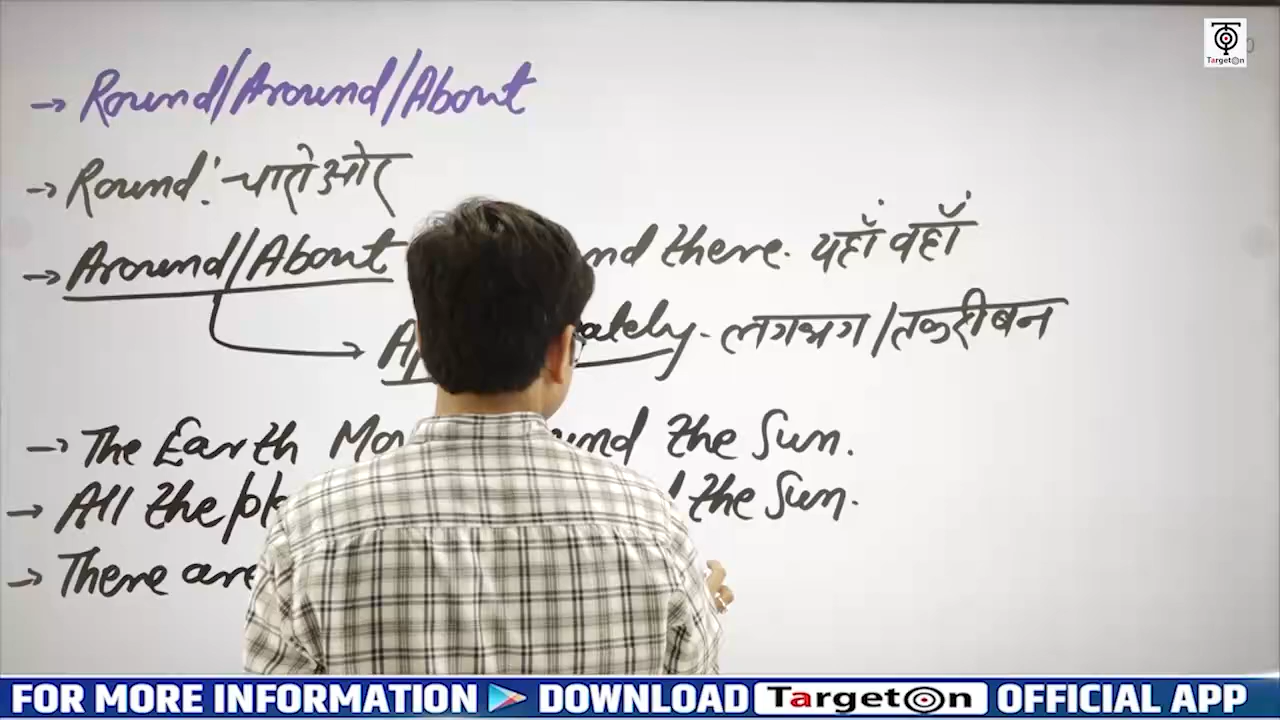 → Round/Around/About
→ Round:- चारो ओर
→ Around/About nd there. यहाँ वहाँ
A ately- लगभग/तकरीबन
→ The Earth Mo und the Sun.
→ All the pl the Sun.
→ There are
TargetOn
FOR MORE INFORMATION DOWNLOAD TargetOn OFFICIAL APP